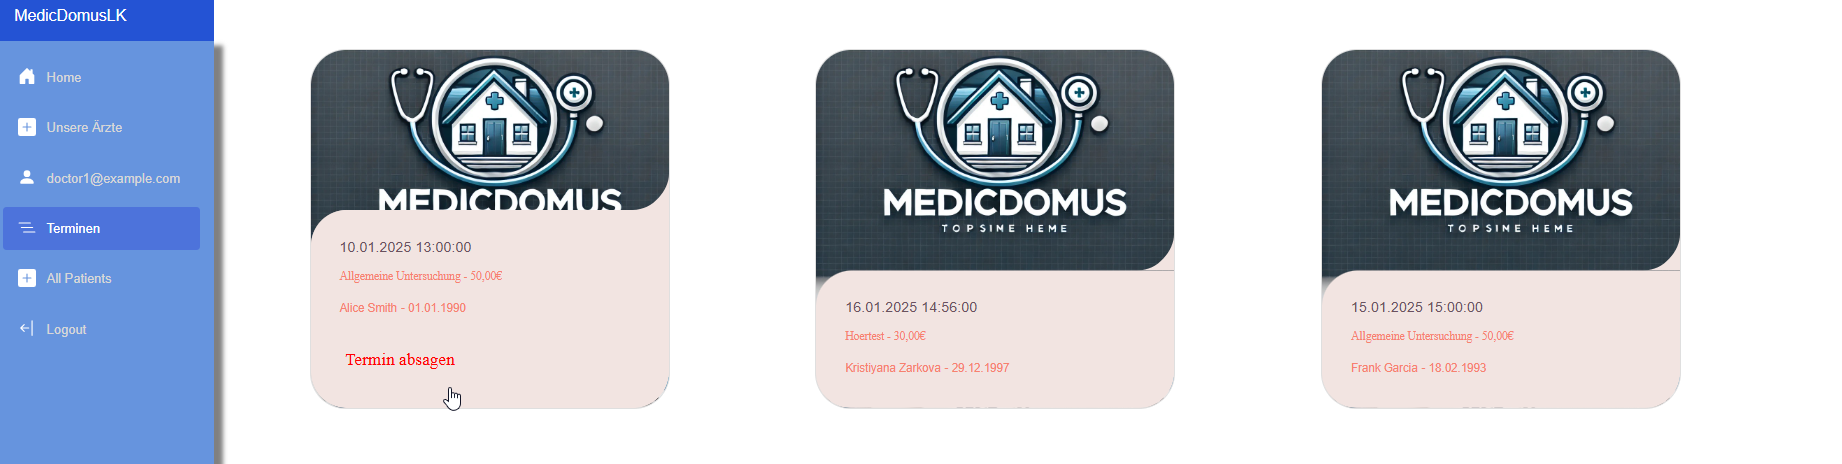 MedicDomusLK
Home
Unsere Ärzte
doctor1@example.com
Terminen
All Patients
Logout
MEDICDOMUS
10.01.2025 13:00:00
Allgemeine Untersuchung - 50,00€
Alice Smith - 01.01.1990
Termin absagen
MEDICDOMUS
TOPSINE HEME
16.01.2025 14:56:00
Hoertest - 30,00€
Kristiyana Zarkova - 29.12.1997
MEDICDOMUS
TOPSINE HEME
15.01.2025 15:00:00
Allgemeine Untersuchung - 50,00€
Frank Garcia - 18.02.1993